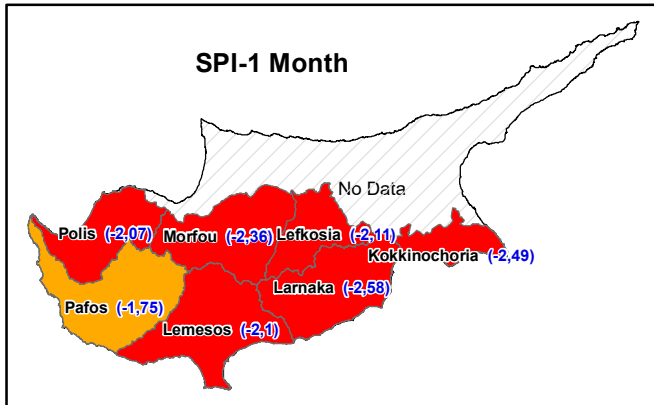 SPI-1 Month
No Data
Polis (-2,07)
Morfou (-2,36)
Lefkosia (-2,11)
Kokkinochoria (-2,49)
Larnaka (-2,58)
Pafos (-1,75)
Lemesos (-2,1)